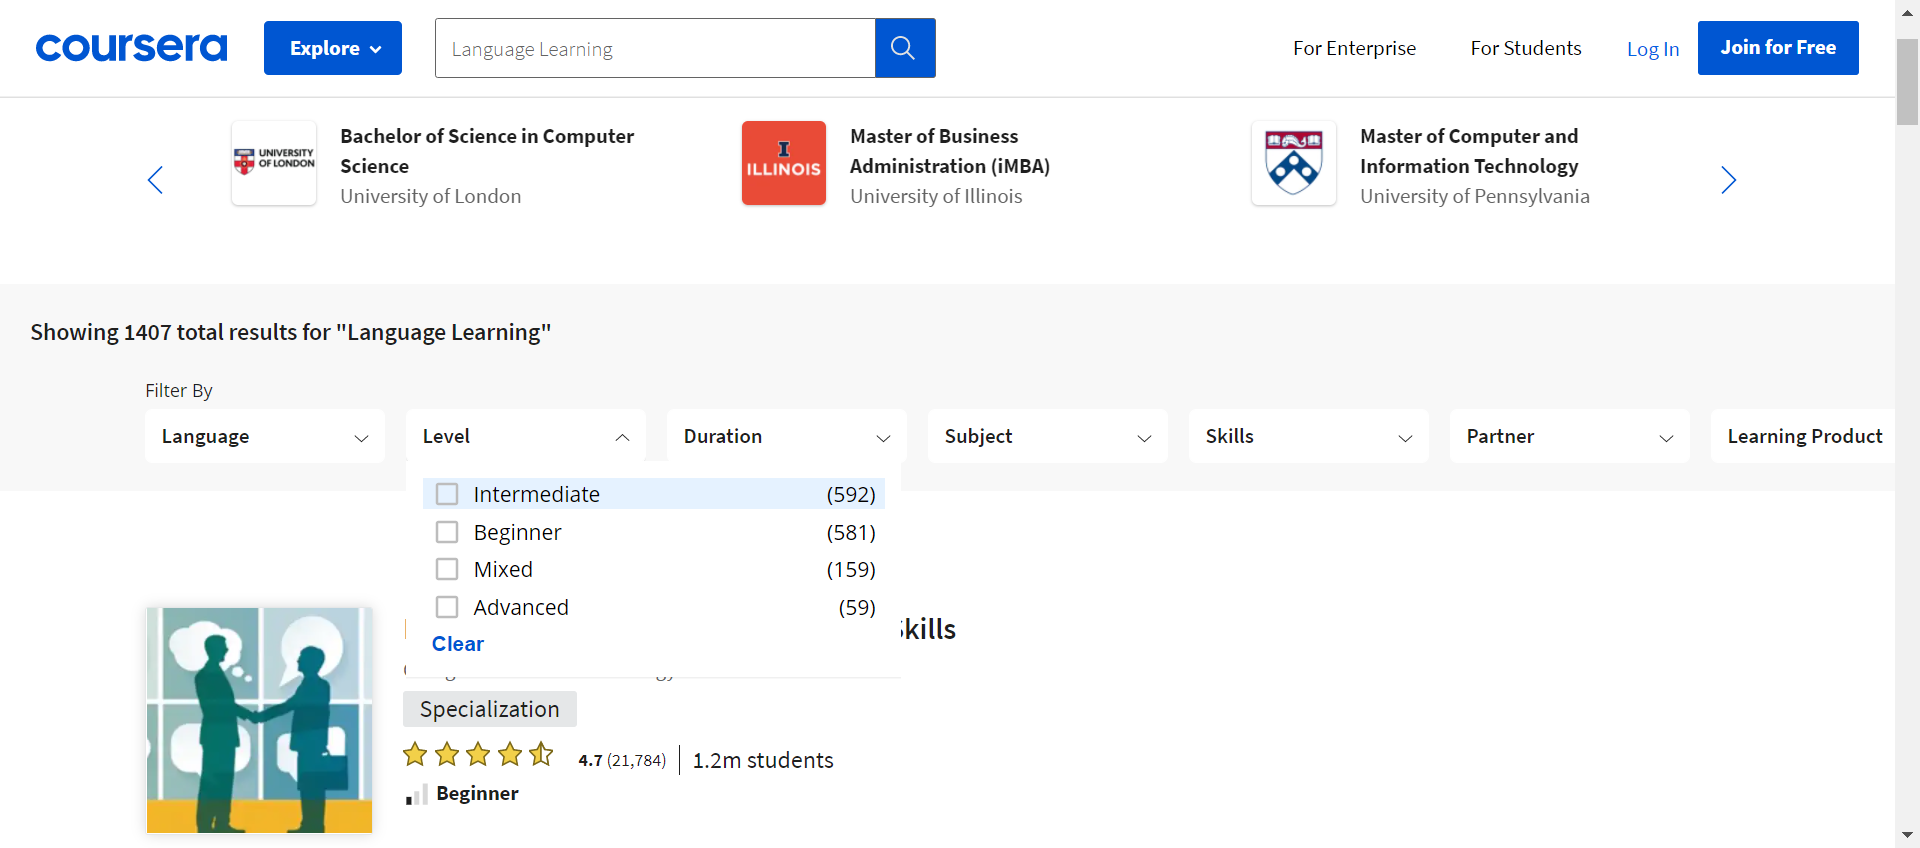 coursera
Explore
Language Learning
For Enterprise
For Students
Log In
Join for Free
UNIVERSITY
OF LONDON
Bachelor of Science in Computer
Science
University of London
I
ILLINOIS
Master of Business
Administration (iMBA)
University of Illinois
Master of Computer and
Information Technology
University of Pennsylvania
Showing 1407 total results for "Language Learning"
Filter By
Language
Level
Duration
Subject
Skills
Partner
Learning Product
Intermediate (592)
Beginner (581)
Mixed (159)
Advanced (59)
Clear
Skills
Specialization
4.7 (21,784) 1.2m students
Beginner